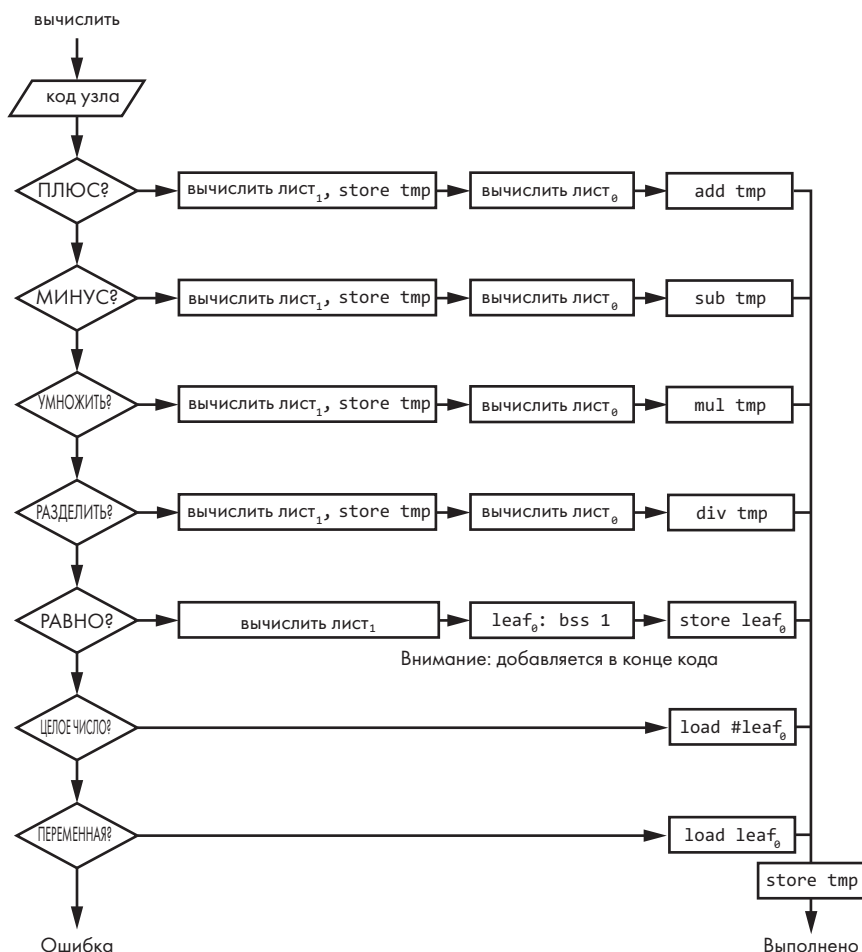 вычислить
код узла
ПЛЮС?
вычислить лист₁, store tmp
вычислить лист₀
add tmp
МИНУС?
вычислить лист₁, store tmp
вычислить лист₀
sub tmp
УМНОЖИТЬ?
вычислить лист₁, store tmp
вычислить лист₀
mul tmp
РАЗДЕЛИТЬ?
вычислить лист₁, store tmp
вычислить лист₀
div tmp
РАВНО?
вычислить лист₁
leaf₀: bss 1
store leaf₀
Внимание: добавляется в конце кода
ЦЕЛОЕ ЧИСЛО?
load #leaf₀
ПЕРЕМЕННАЯ?
load leaf₀
store tmp
Ошибка
Выполнено